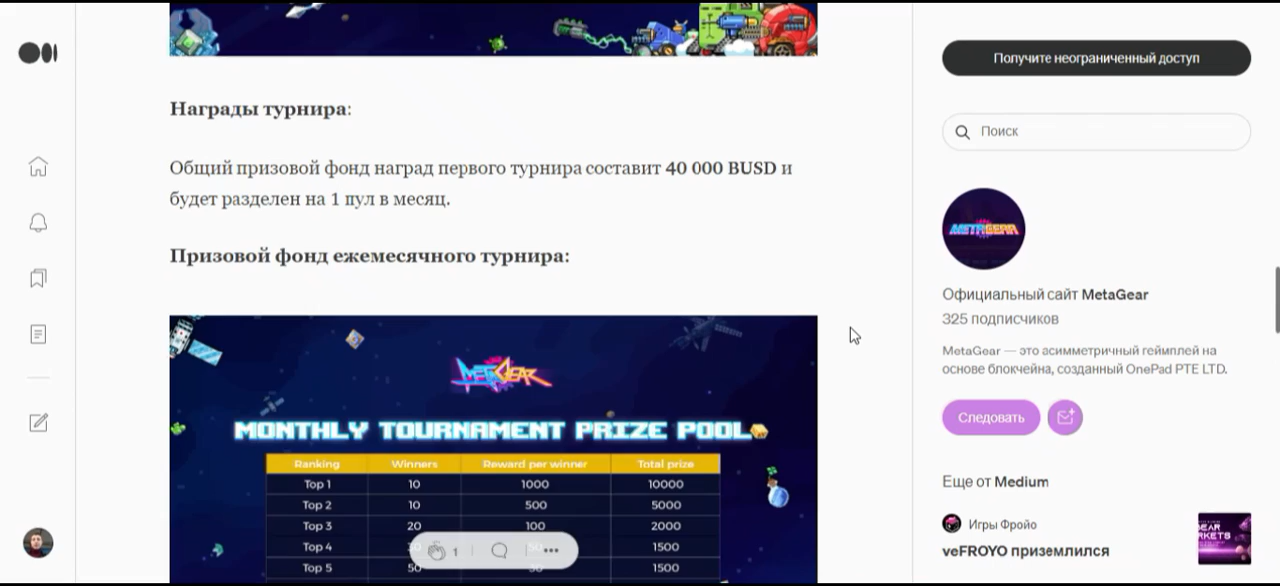 Награды турнира:
Общий призовой фонд наград первого турнира составит 40 000 BUSD и
будет разделен на 1 пул в месяц.
Призовой фонд ежемесячного турнира:
METAGEAR
MONTHLY TOURNAMENT PRIZE POOL
Ranking Winners Reward per winner Total prize
Top 1 10 1000 10000
Top 2 10 500 5000
Top 3 20 100 2000
Top 4 1500
Top 5 50 1500
1
Получите неограниченный доступ
Поиск
METAGEAR
Официальный сайт MetaGear
325 подписчиков
MetaGear — это асимметричный геймплей на
основе блокчейна, созданный OnePad PTE LTD.
Следовать
Еще от Medium
Игры Фройо
veFROYO приземлился